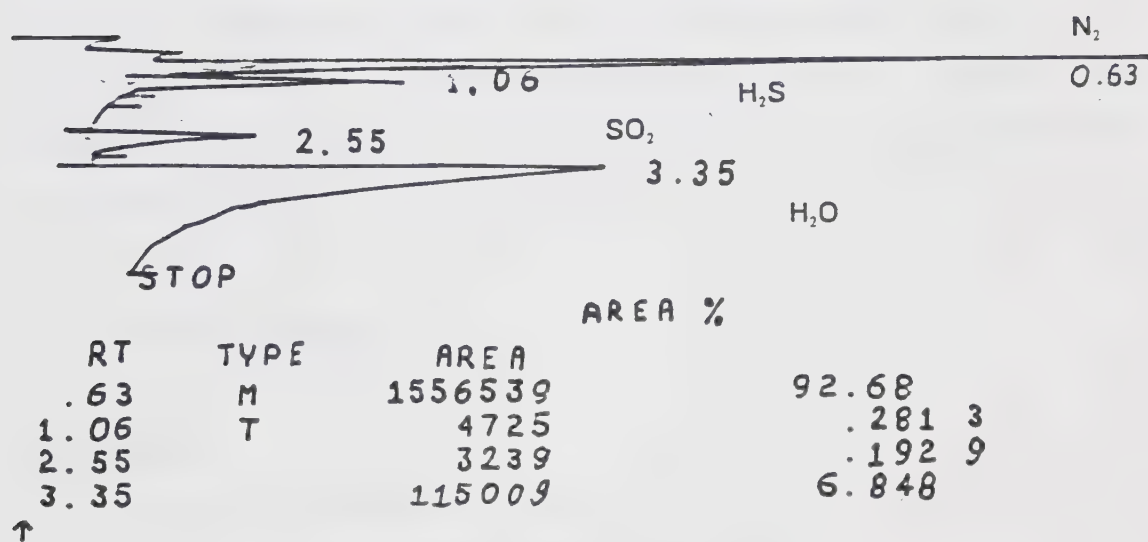 N₂
0.63
1.06
H₂S
2.55
SO₂
3.35
H₂O
STOP
AREA %
RT TYPE AREA
.63 M 1556539 92.68
1.06 T 4725 .281 3
2.55 3239 .192 9
3.35 115009 6.848
↑